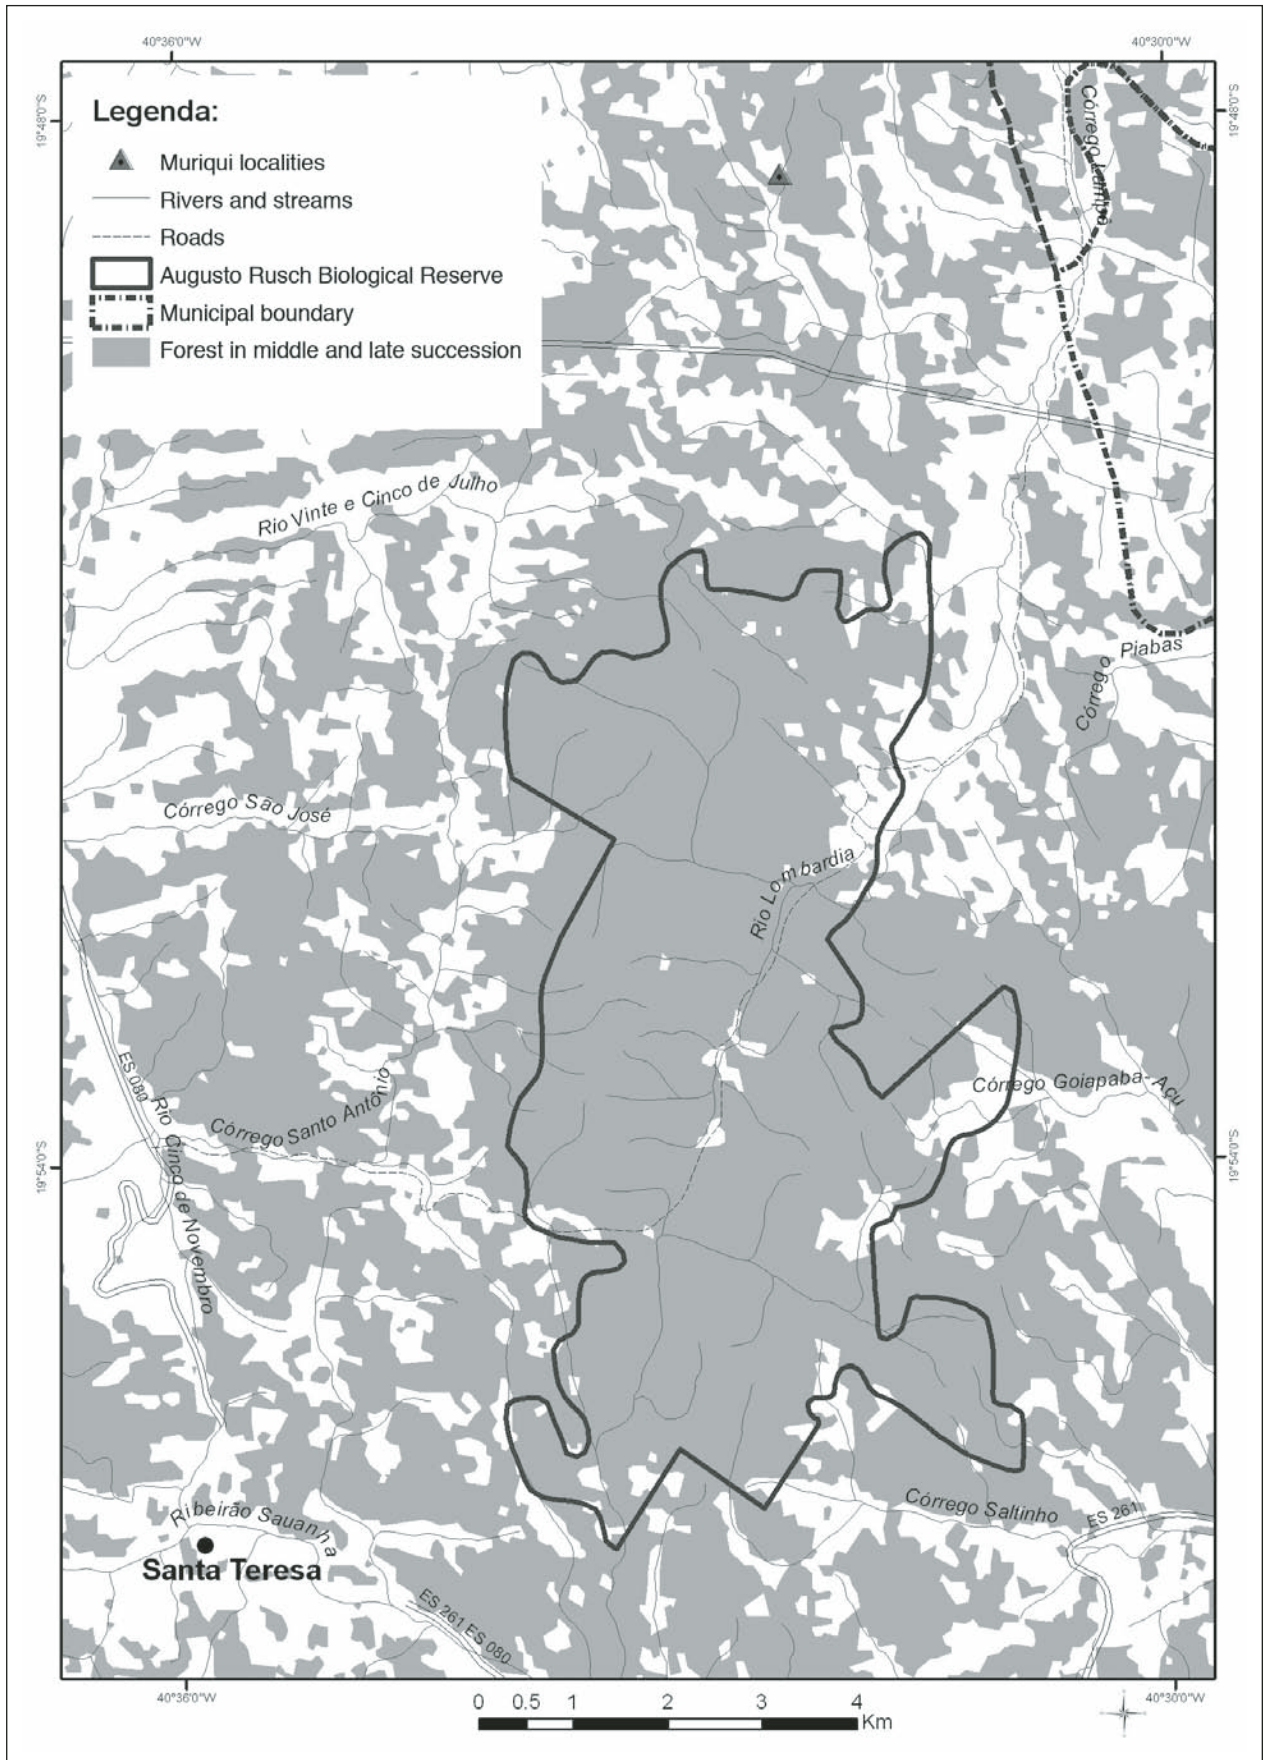 40°36'0"W
40°30'0"W
19°48'0"S
19°48'0"S
Legenda:
Muriqui localities
Rivers and streams
Roads
Augusto Rusch Biological Reserve
Municipal boundary
Forest in middle and late succession
Córrego Lampê
Rio Vinte e Cinco de Julho
Córrego Piabas
Córrego São José
Rio Lombardia
ES 080
Rio Cinco de Novembro
Córrego Santo Antônio
Córrego Goiapaba-Açu
19°54'0"S
19°54'0"S
Ribeirão Sauanha
Santa Teresa
Córrego Saltinho
ES 261
ES 261 ES 080
40°36'0"W
40°30'0"W
0 0.5 1 2 3 4
Km